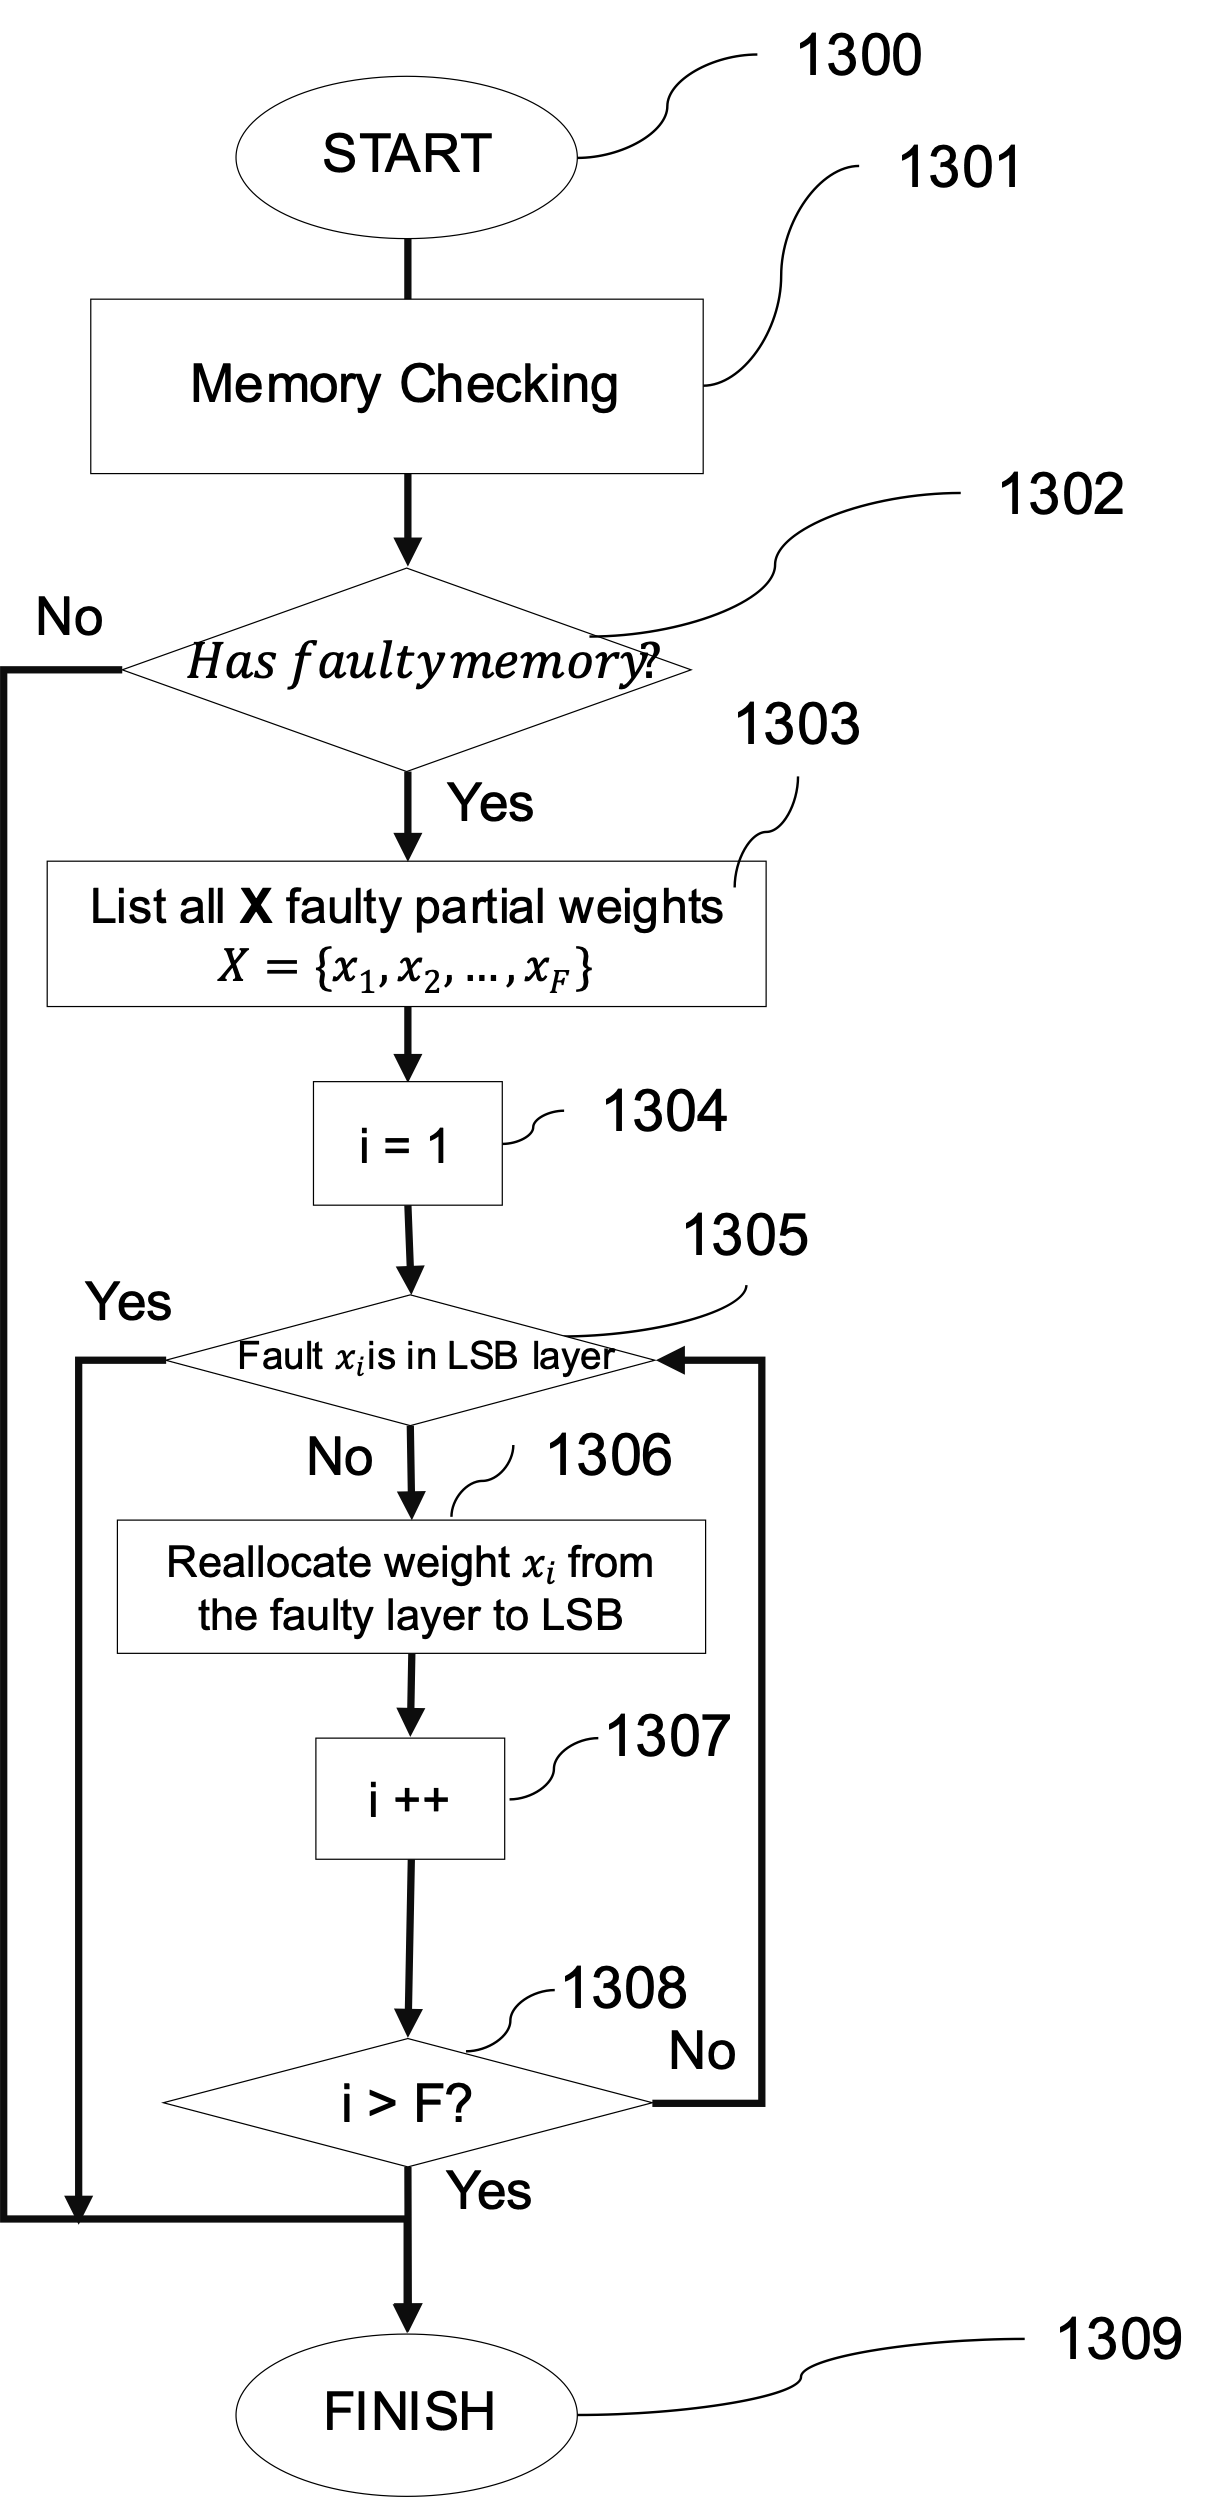 1300
START
1301
Memory Checking
1302
No
Has faultymemory?
1303
Yes
List all X faulty partial weights
X = {x₁, x₂, … , x_F}
1304
i = 1
1305
Yes
Fault xᵢ is in LSB layer
No
1306
Reallocate weight xᵢ from
the faulty layer to LSB
1307
i ++
1308
No
i > F?
Yes
1309
FINISH